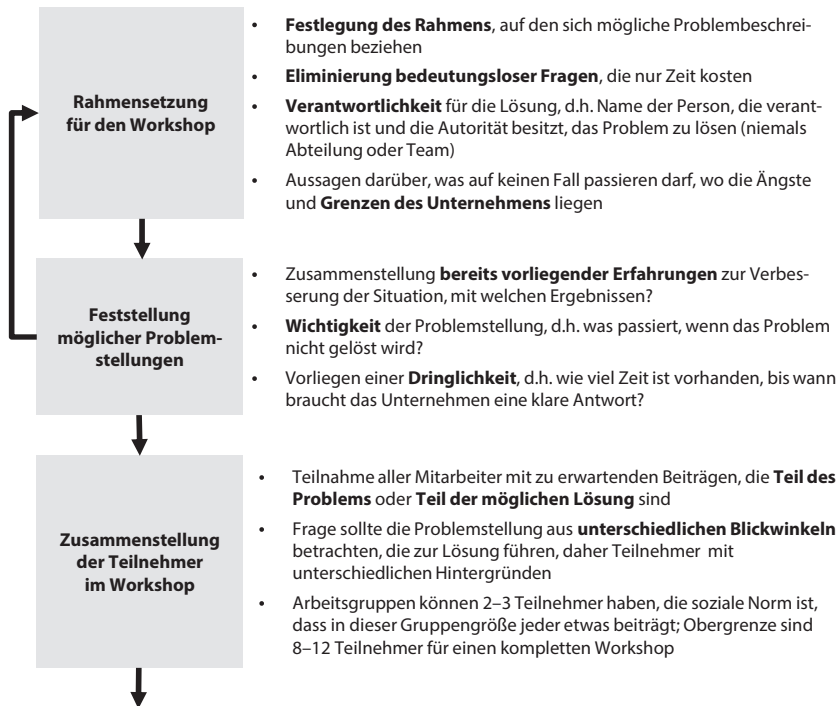 Rahmensetzung
für den Workshop
• Festlegung des Rahmens, auf den sich mögliche Problembeschrei-
bungen beziehen
• Eliminierung bedeutungsloser Fragen, die nur Zeit kosten
• Verantwortlichkeit für die Lösung, d.h. Name der Person, die verant-
wortlich ist und die Autorität besitzt, das Problem zu lösen (niemals
Abteilung oder Team)
• Aussagen darüber, was auf keinen Fall passieren darf, wo die Ängste
und Grenzen des Unternehmens liegen
Feststellung
möglicher Problem-
stellungen
• Zusammenstellung bereits vorliegender Erfahrungen zur Verbes-
serung der Situation, mit welchen Ergebnissen?
• Wichtigkeit der Problemstellung, d.h. was passiert, wenn das Problem
nicht gelöst wird?
• Vorliegen einer Dringlichkeit, d.h. wie viel Zeit ist vorhanden, bis wann
braucht das Unternehmen eine klare Antwort?
Zusammenstellung
der Teilnehmer
im Workshop
• Teilnahme aller Mitarbeiter mit zu erwartenden Beiträgen, die Teil des
Problems oder Teil der möglichen Lösung sind
• Frage sollte die Problemstellung aus unterschiedlichen Blickwinkeln
betrachten, die zur Lösung führen, daher Teilnehmer mit
unterschiedlichen Hintergründen
• Arbeitsgruppen können 2–3 Teilnehmer haben, die soziale Norm ist,
dass in dieser Gruppengröße jeder etwas beiträgt; Obergrenze sind
8–12 Teilnehmer für einen kompletten Workshop